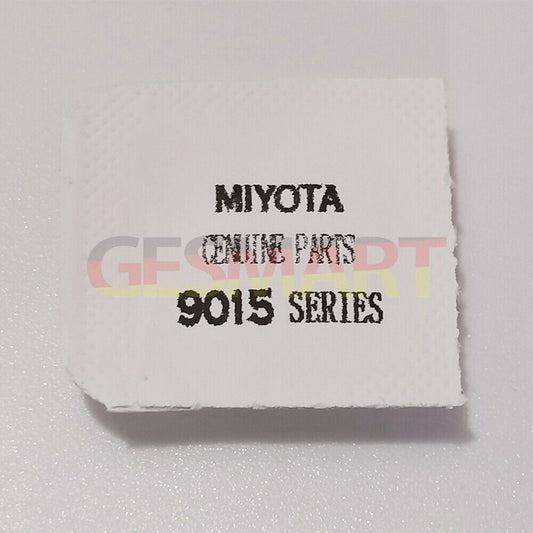 MIYOTA
GENUINE PARTS
GESMART
9015 SERIES